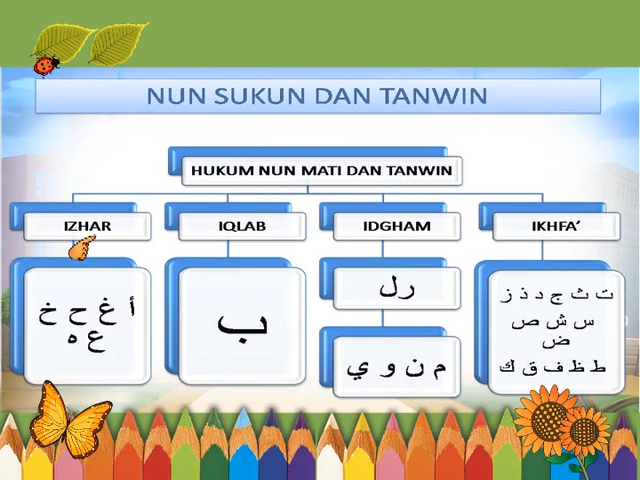 NUN SUKUN DAN TANWIN
HUKUM NUN MATI DAN TANWIN
IZHAR
IQLAB
IDGHAM
IKHFA’
أ غ ح خ
ع ه
ب
ر ل
م ن و ي
ت ث ج د ذ ز
س ش ص
ض
ط ظ ف ق ك